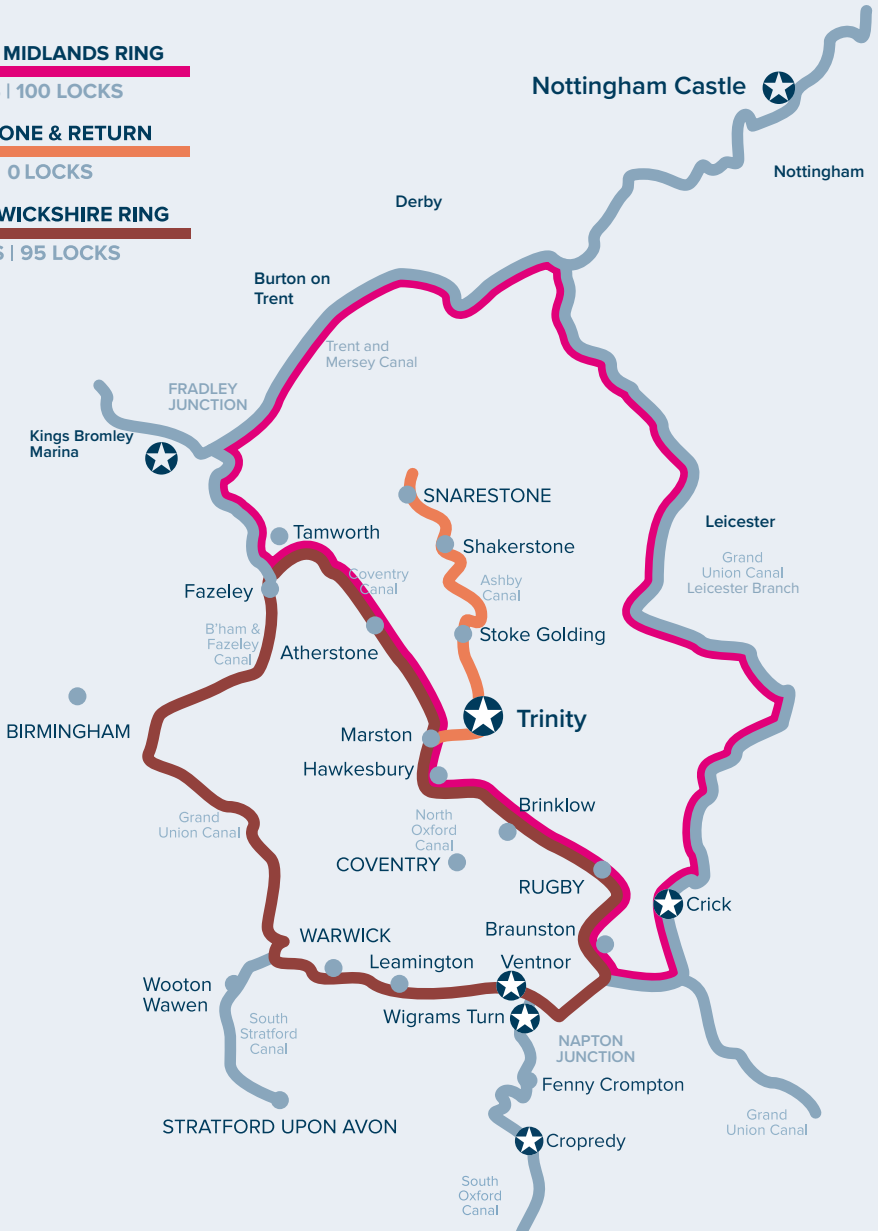 MIDLANDS RING
| 100 LOCKS
ONE & RETURN
0 LOCKS
WICKSHIRE RING
S | 95 LOCKS
Nottingham Castle
Nottingham
Derby
Burton on
Trent
Trent and
Mersey Canal
FRADLEY
JUNCTION
Kings Bromley
Marina
SNARESTONE
Tamworth
Shakerstone
Leicester
Coventry
Canal
Ashby
Canal
Grand
Union Canal
Leicester Branch
Fazeley
B'ham &
Fazeley
Canal
Stoke Golding
Atherstone
BIRMINGHAM
Trinity
Marston
Hawkesbury
Brinklow
Grand
Union Canal
North
Oxford
Canal
COVENTRY
RUGBY
Crick
Braunston
WARWICK
Leamington
Ventnor
Wooton
Wawen
Wigrams Turn
South
Stratford
Canal
NAPTON
JUNCTION
Fenny Crompton
STRATFORD UPON AVON
Grand
Union Canal
Cropredy
South
Oxford
Canal